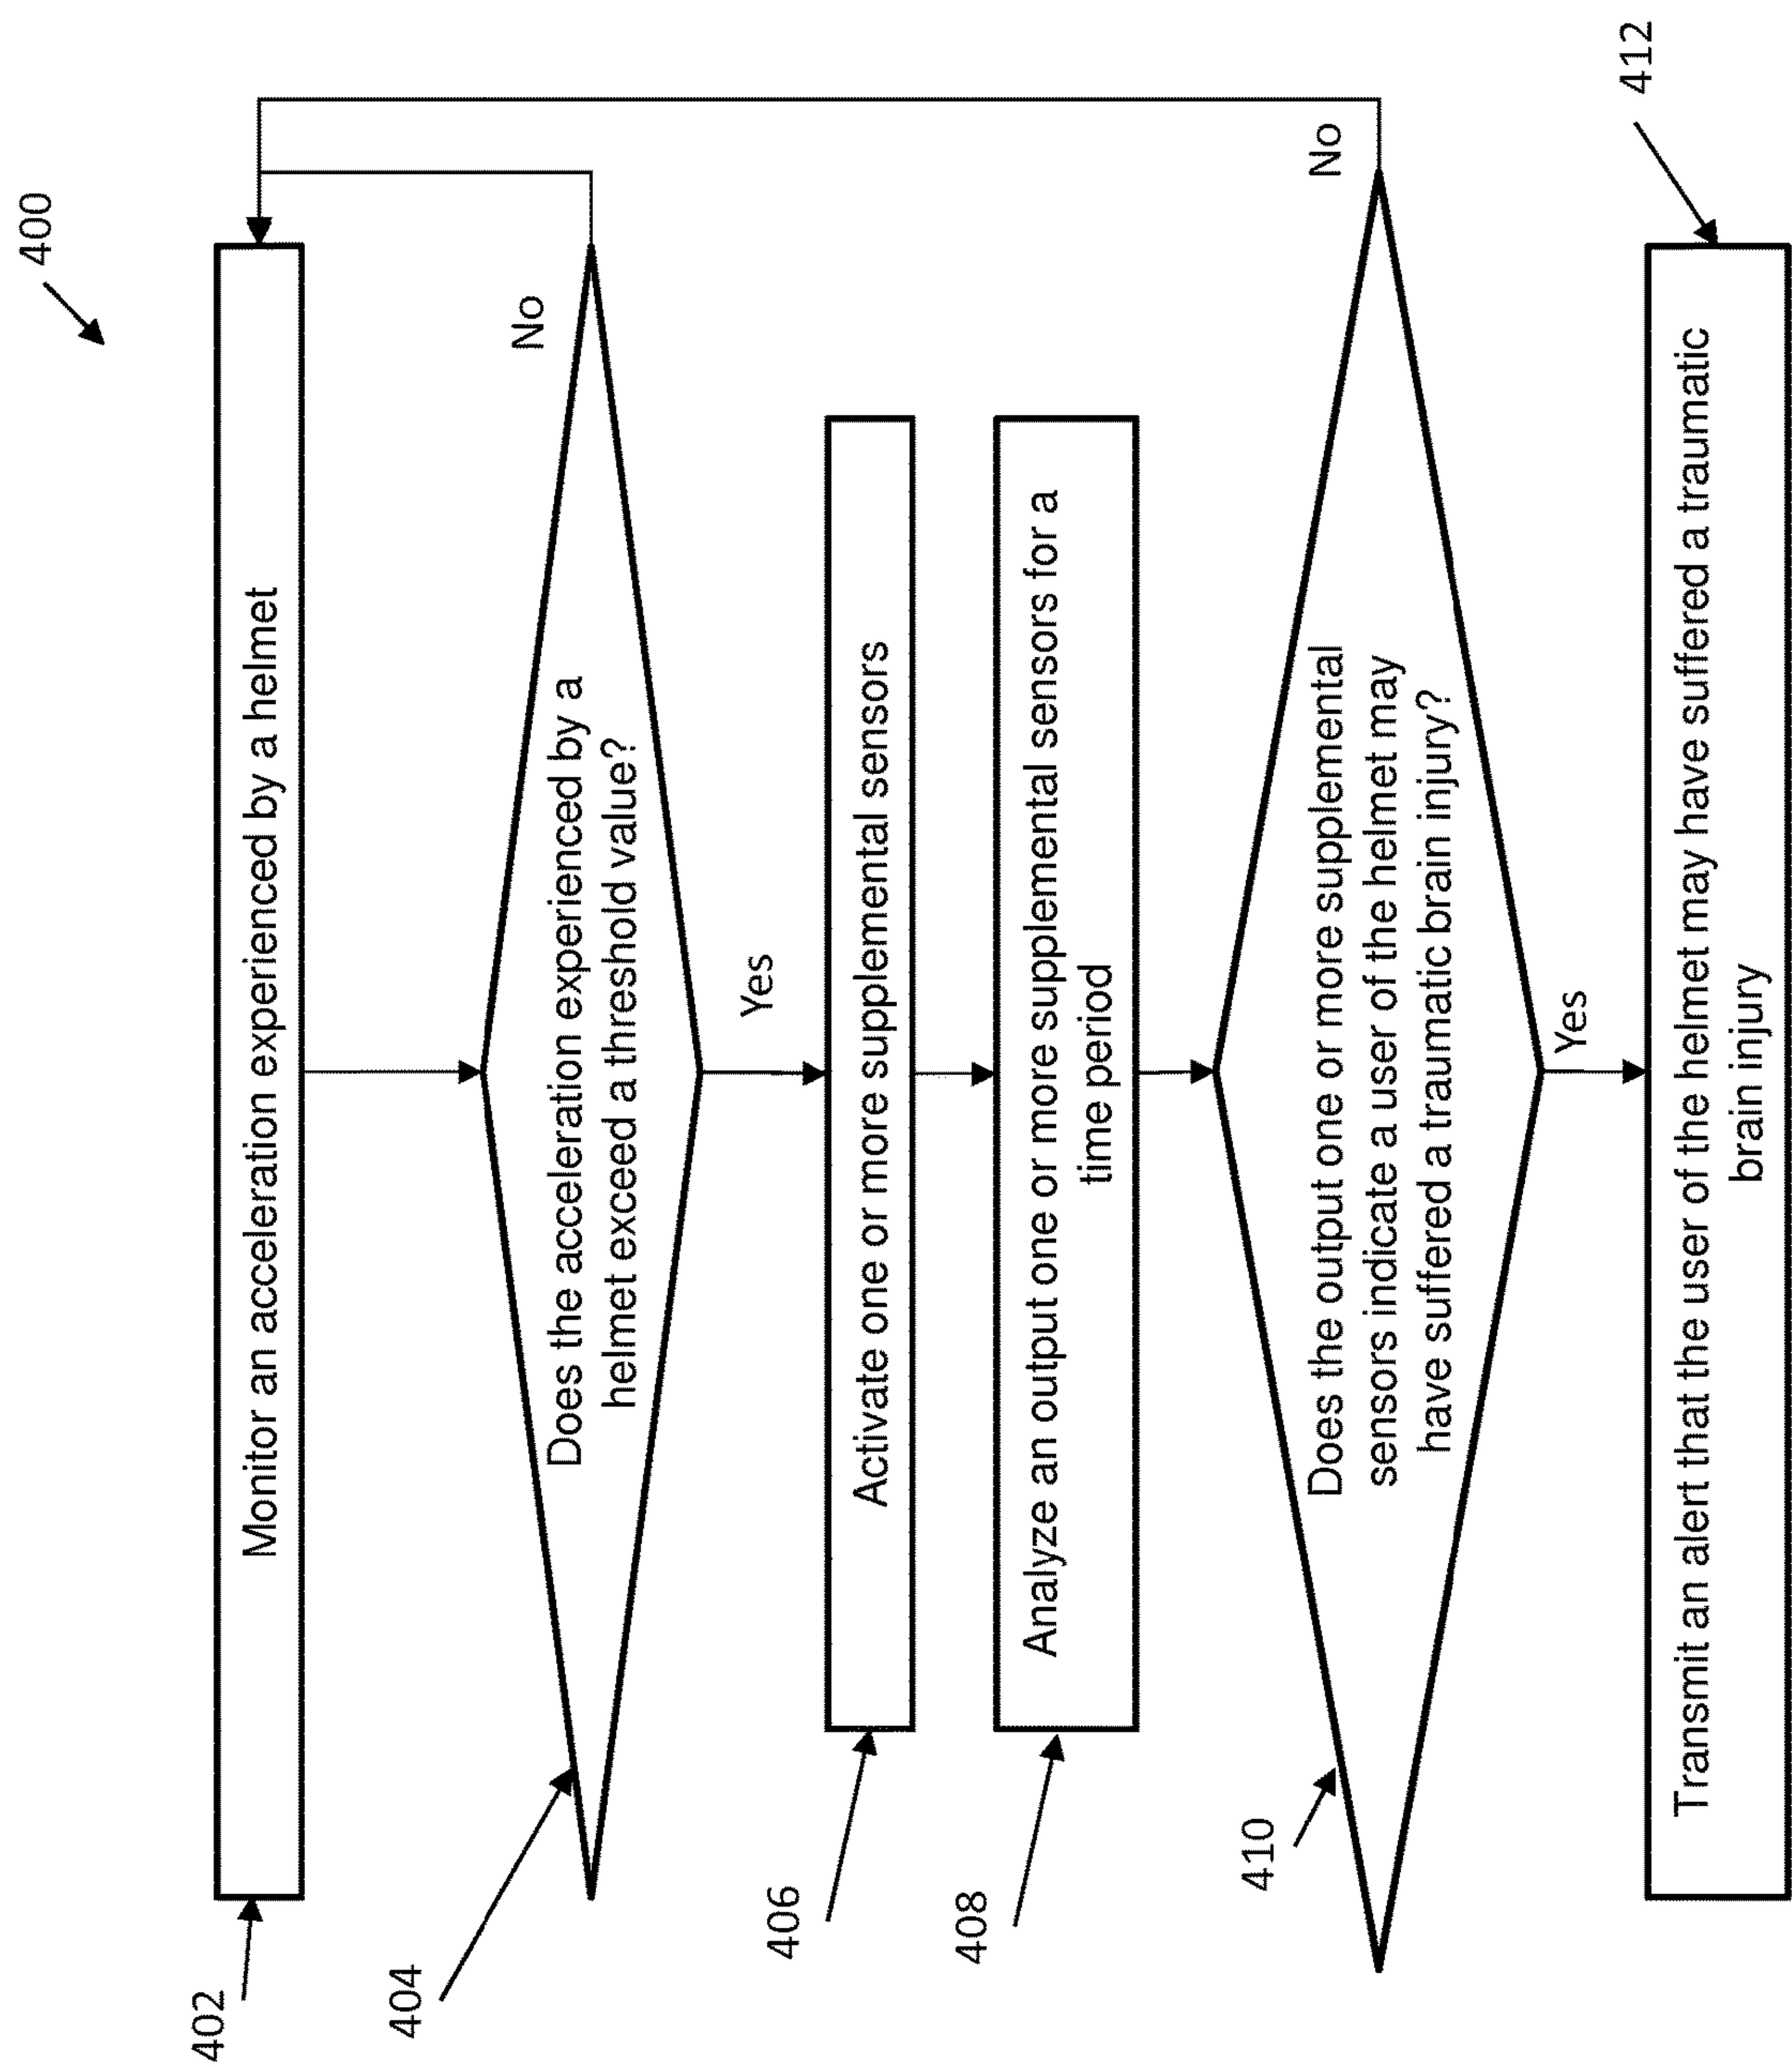 400
402
Monitor an acceleration experienced by a helmet
404
Does the acceleration experienced by a
helmet exceed a threshold value?
No
Yes
406
Activate one or more supplemental sensors
408
Analyze an output one or more supplemental sensors for a
time period
410
Does the output one or more supplemental
sensors indicate a user of the helmet may
have suffered a traumatic brain injury?
No
Yes
412
Transmit an alert that the user of the helmet may have suffered a traumatic
brain injury